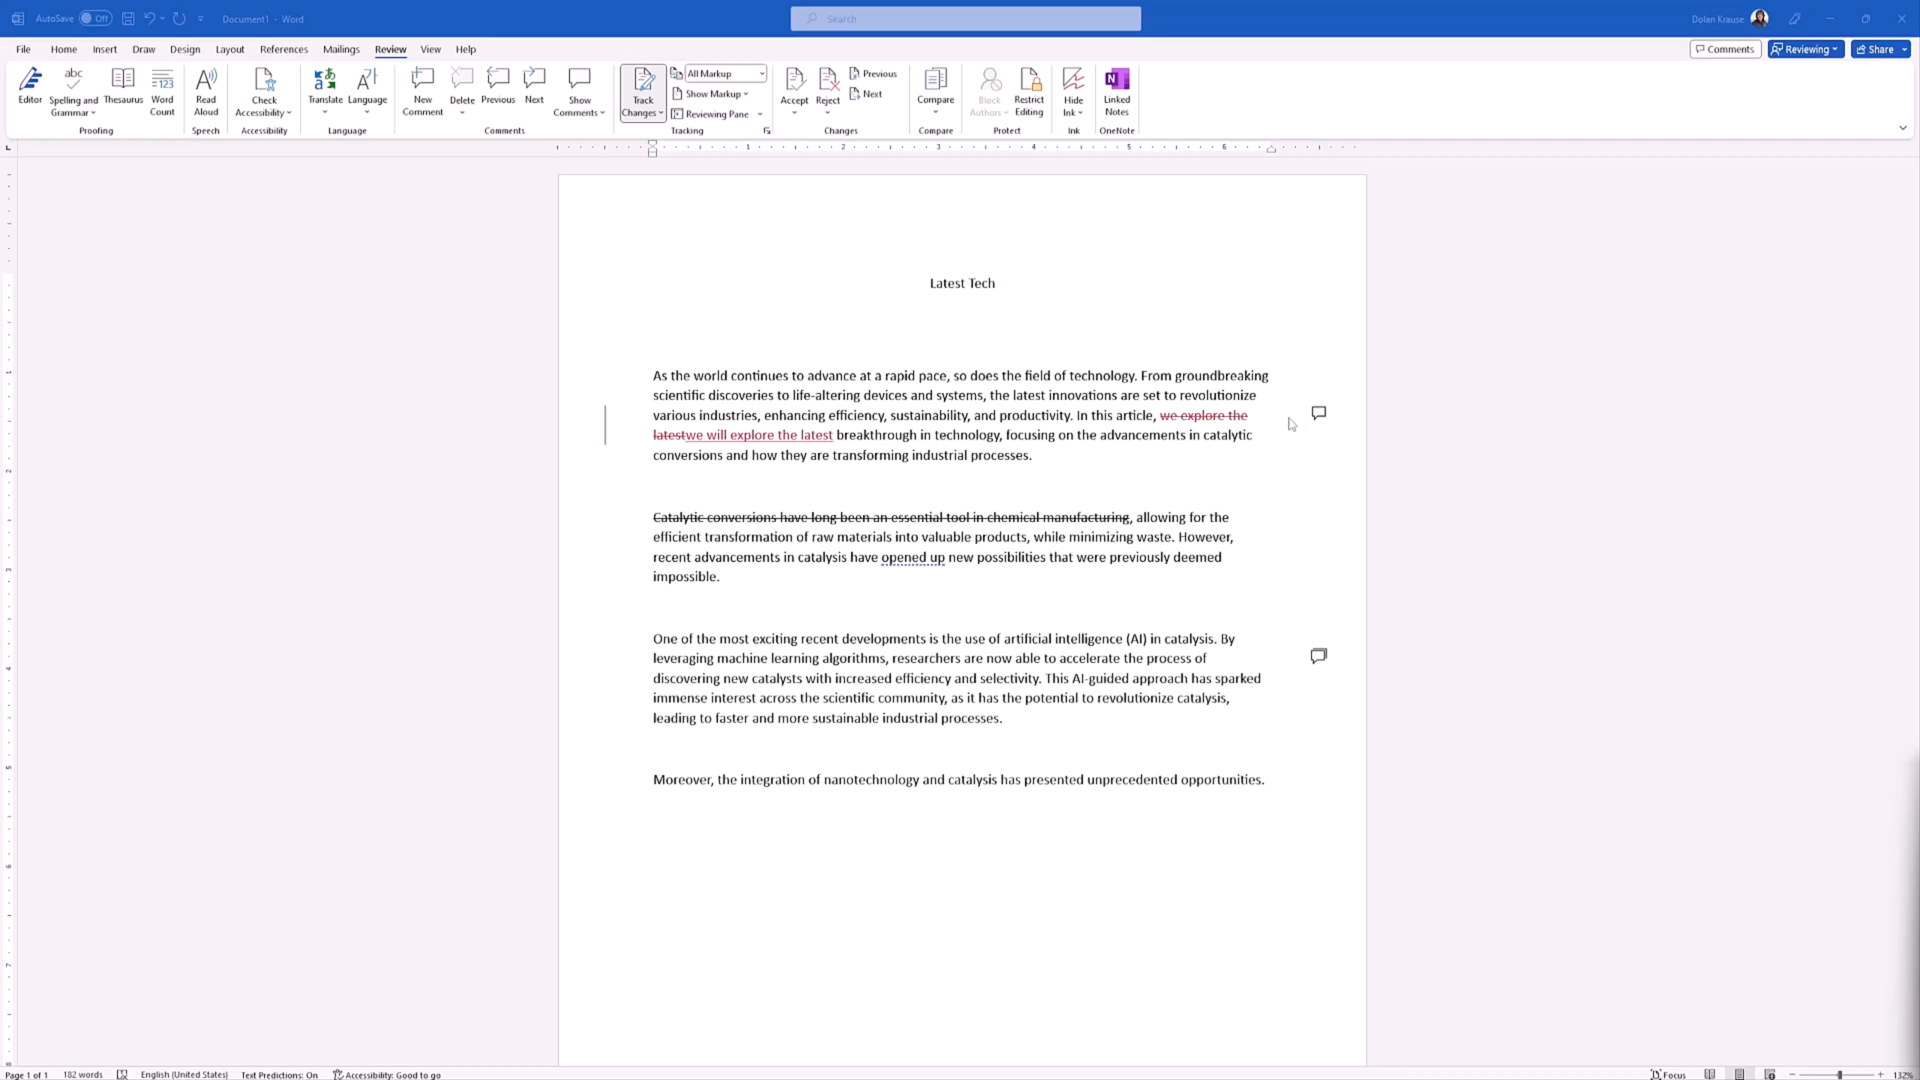 AutoSave Off Document1 - Word Search Dolan Krause
File Home Insert Draw Design Layout References Mailings Review View Help Comments Reviewing Share
Editor Spelling and Grammar Thesaurus Word Count Read Aloud Check Accessibility Translate Language New Comment Delete Previous Next Show Comments Track Changes All Markup Show Markup Reviewing Pane Accept Reject Previous Next Compare Block Authors Restrict Editing Hide Ink Linked Notes
Proofing Speech Accessibility Language Comments Tracking Changes Compare Protect Ink OneNote
1 2 3 4 5 6
Latest Tech
As the world continues to advance at a rapid pace, so does the field of technology. From groundbreaking
scientific discoveries to life-altering devices and systems, the latest innovations are set to revolutionize
various industries, enhancing efficiency, sustainability, and productivity. In this article, we explore the
latestwe will explore the latest breakthrough in technology, focusing on the advancements in catalytic
conversions and how they are transforming industrial processes.
Catalytic conversions have long been an essential tool in chemical manufacturing, allowing for the
efficient transformation of raw materials into valuable products, while minimizing waste. However,
recent advancements in catalysis have opened up new possibilities that were previously deemed
impossible.
One of the most exciting recent developments is the use of artificial intelligence (AI) in catalysis. By
leveraging machine learning algorithms, researchers are now able to accelerate the process of
discovering new catalysts with increased efficiency and selectivity. This AI-guided approach has sparked
immense interest across the scientific community, as it has the potential to revolutionize catalysis,
leading to faster and more sustainable industrial processes.
Moreover, the integration of nanotechnology and catalysis has presented unprecedented opportunities.
Page 1 of 1 182 words English (United States) Text Predictions: On Accessibility: Good to go Focus 132%